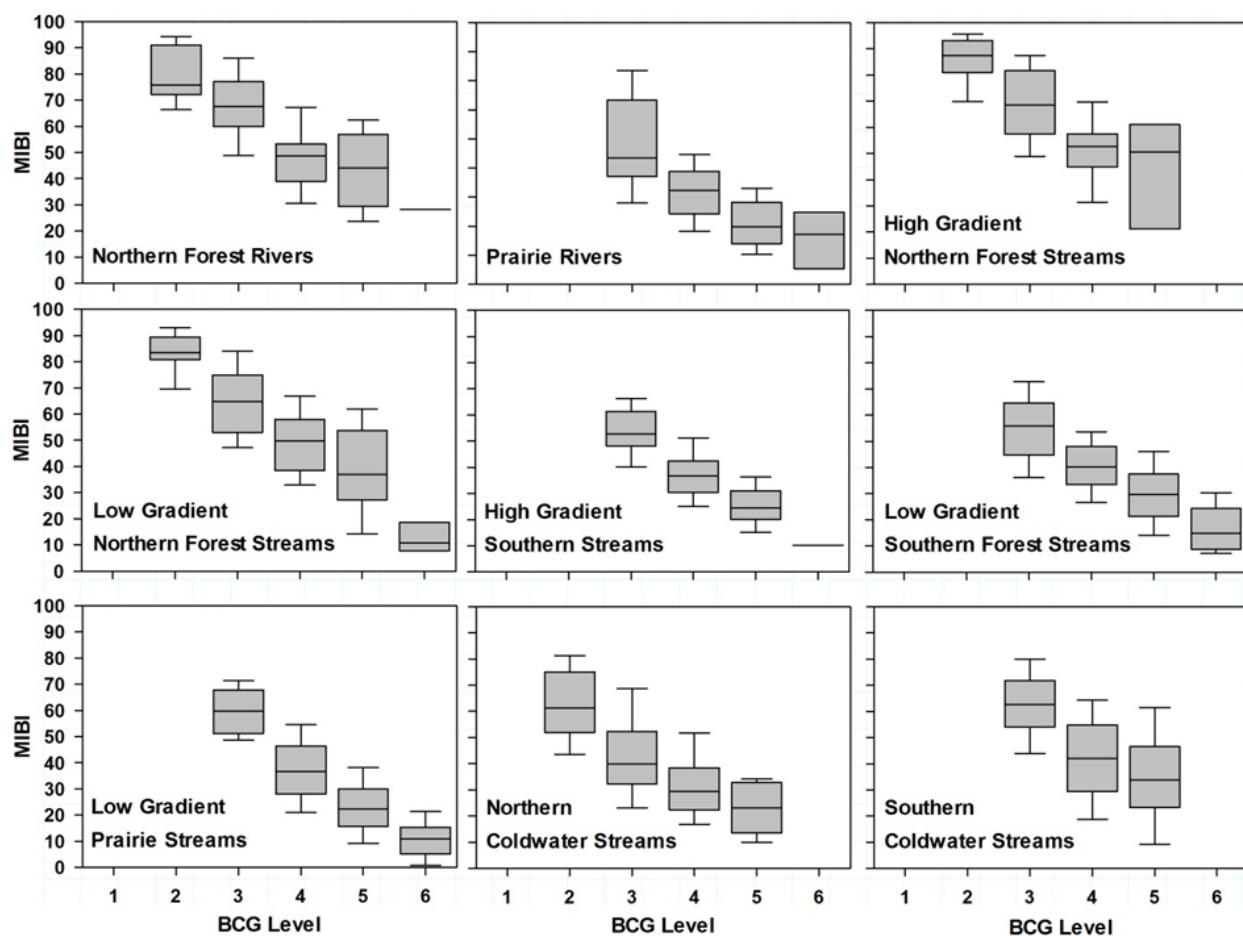 100
90
80
70
60
50
40
30
20
10
0
MIBI
Northern Forest Rivers
Prairie Rivers
High Gradient
Northern Forest Streams
100
90
80
70
60
50
40
30
20
10
0
MIBI
Low Gradient
Northern Forest Streams
High Gradient
Southern Streams
Low Gradient
Southern Forest Streams
100
90
80
70
60
50
40
30
20
10
0
MIBI
Low Gradient
Prairie Streams
Northern
Coldwater Streams
Southern
Coldwater Streams
1 2 3 4 5 6
1 2 3 4 5 6
1 2 3 4 5 6
BCG Level
BCG Level
BCG Level